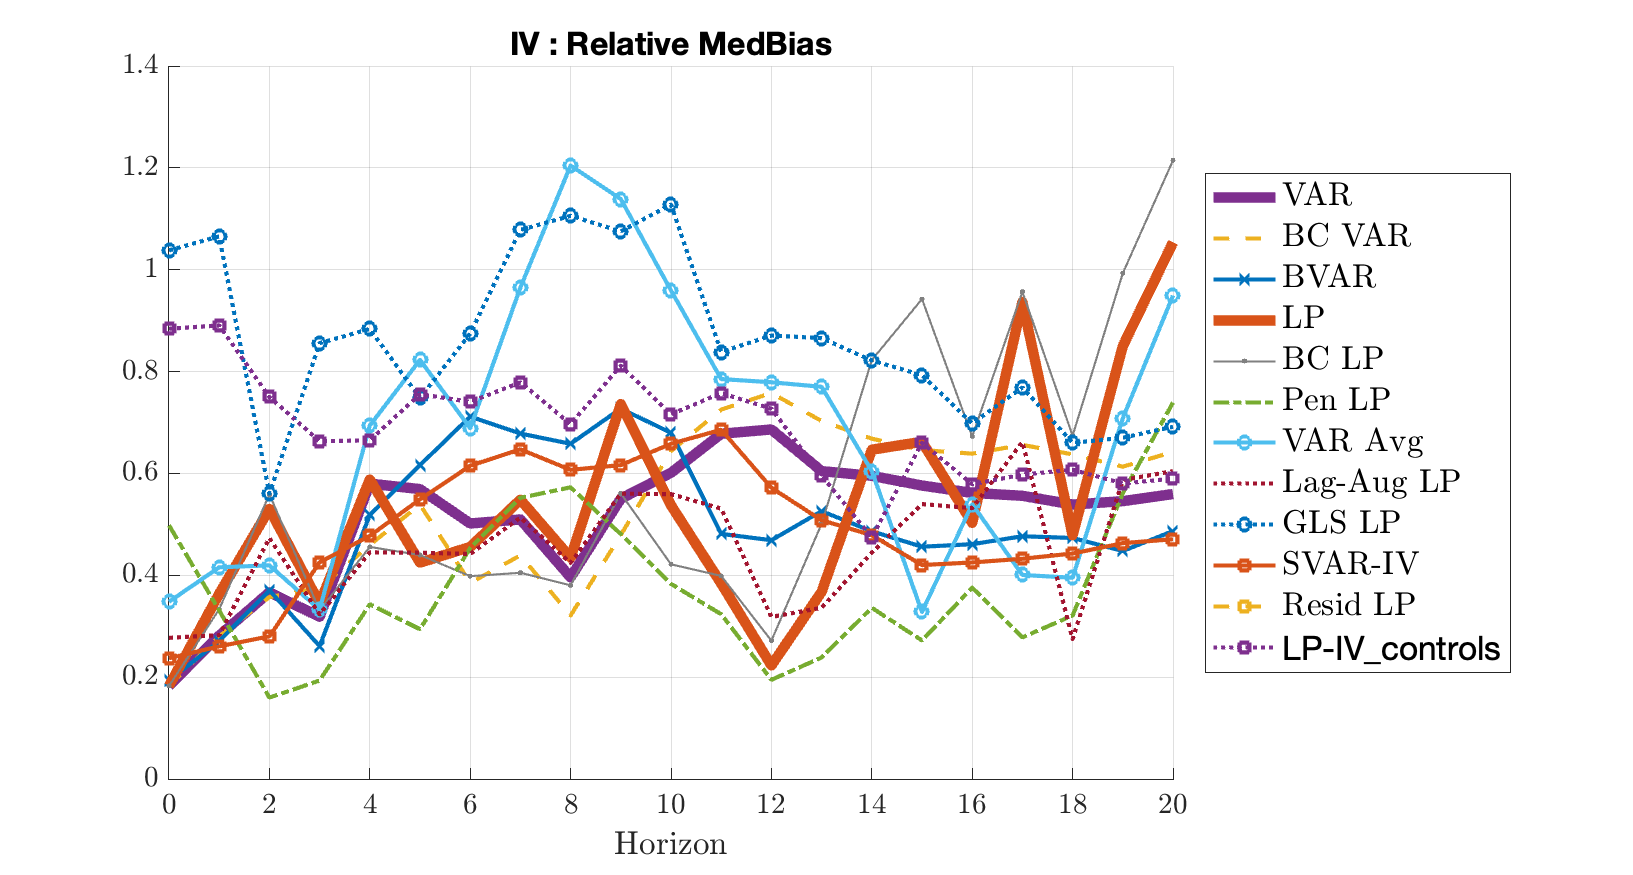 IV : Relative MedBias
1.4
1.2
1
0.8
0.6
0.4
0.2
0
0 2 4 6 8 10 12 14 16 18 20
Horizon
VAR
BC VAR
BVAR
LP
BC LP
Pen LP
VAR Avg
Lag-Aug LP
GLS LP
SVAR-IV
Resid LP
LP-IV_controls